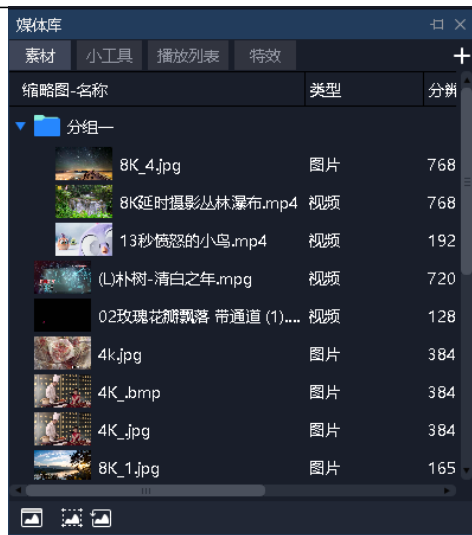 媒体库
素材 小工具 播放列表 特效
缩略图-名称 类型 分辨
分组一
8K_4.jpg 图片 768
8K延时摄影丛林瀑布.mp4 视频 768
13秒愤怒的小鸟.mp4 视频 192
(L)朴树-清白之年.mpg 视频 720
02玫瑰花瓣飘落 带通道 (1).... 视频 128
4k.jpg 图片 384
4K_.bmp 图片 384
4K_.jpg 图片 384
8K_1.jpg 图片 165